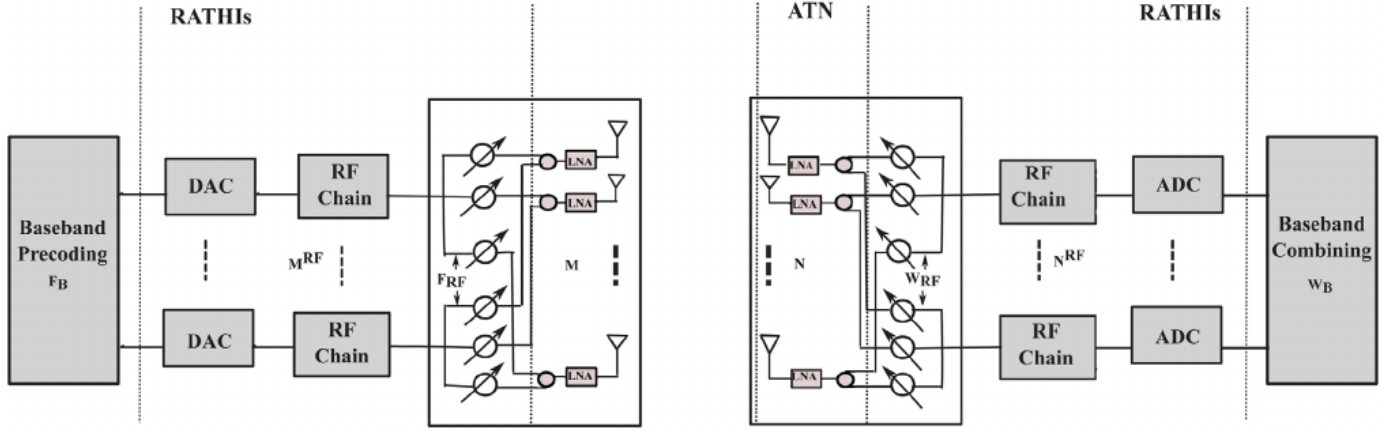 RATHIs
ATN
RATHIs
Baseband
Precoding
FB
DAC
RF
Chain
DAC
RF
Chain
MRF
FRF
LNA
LNA
LNA
M
LNA
LNA
LNA
N
WRF
RF
Chain
ADC
NRF
RF
Chain
ADC
Baseband
Combining
WB